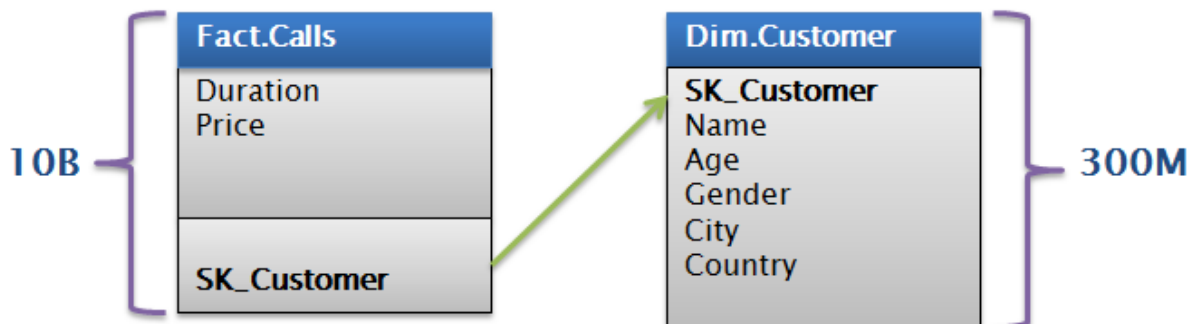 Fact.Calls
Duration
Price
SK_Customer
10B
Dim.Customer
SK_Customer
Name
Age
Gender
City
Country
300M